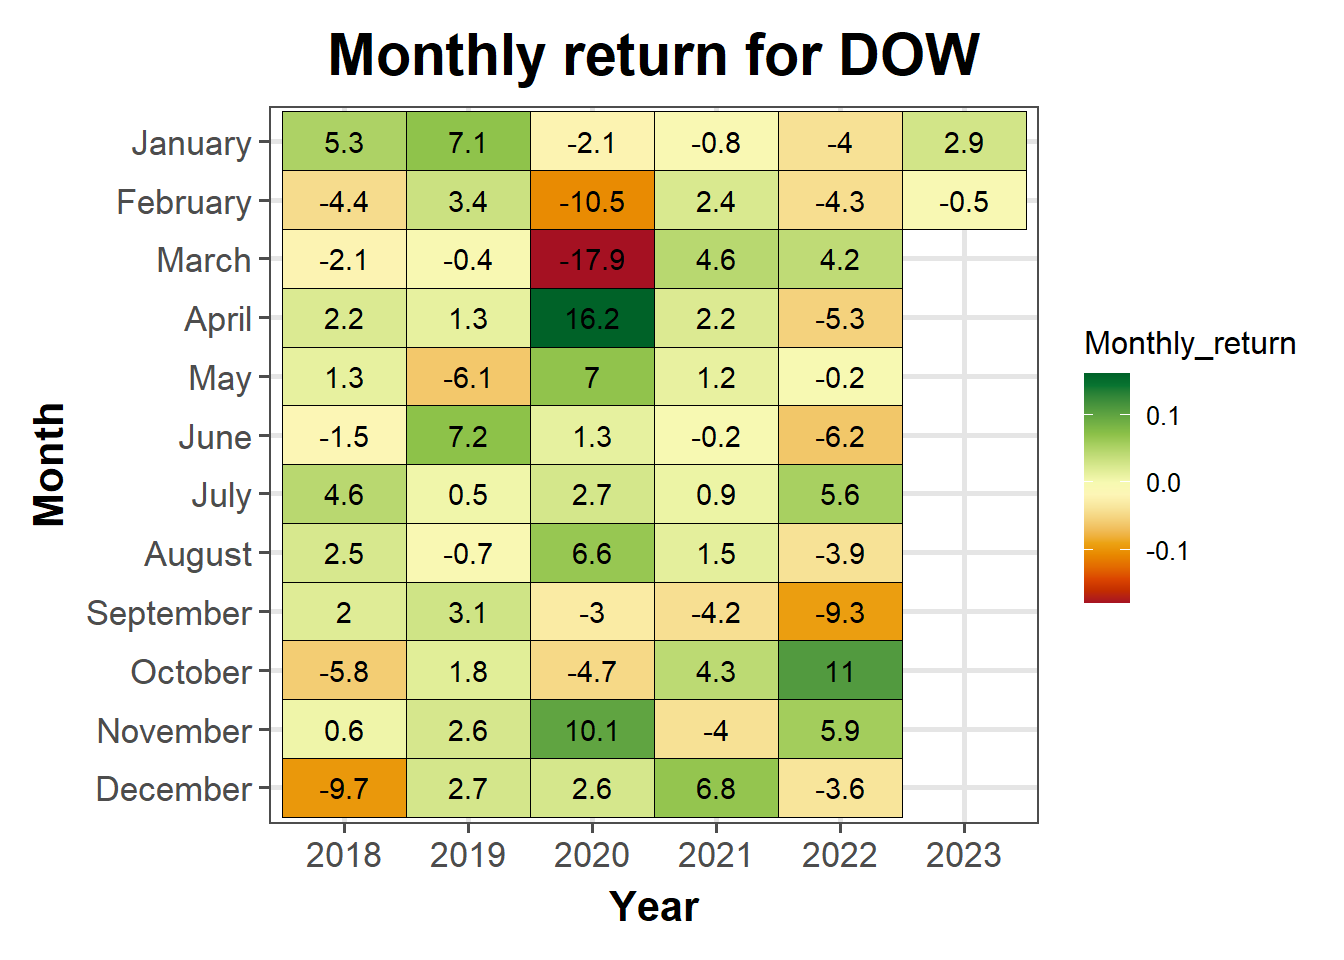 Monthly return for DOW
January 5.3 7.1 -2.1 -0.8 -4 2.9
February -4.4 3.4 -10.5 2.4 -4.3 -0.5
March -2.1 -0.4 -17.9 4.6 4.2
April 2.2 1.3 16.2 2.2 -5.3
May 1.3 -6.1 7 1.2 -0.2
June -1.5 7.2 1.3 -0.2 -6.2
July 4.6 0.5 2.7 0.9 5.6
August 2.5 -0.7 6.6 1.5 -3.9
September 2 3.1 -3 -4.2 -9.3
October -5.8 1.8 -4.7 4.3 11
November 0.6 2.6 10.1 -4 5.9
December -9.7 2.7 2.6 6.8 -3.6
2018 2019 2020 2021 2022 2023
Year
Month
Monthly_return
0.1
0.0
-0.1